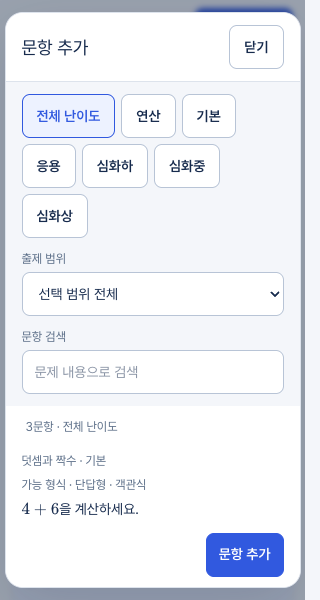 문항 추가
닫기
전체 난이도 연산 기본
응용 심화하 심화중
심화상
출제 범위
선택 범위 전체
문항 검색
문제 내용으로 검색
3문항 · 전체 난이도
덧셈과 짝수 · 기본
가능 형식 · 단답형 · 객관식
4 + 6을 계산하세요.
문항 추가